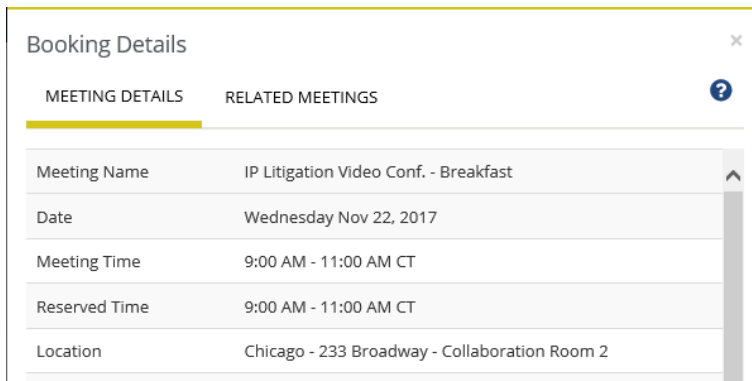 Booking Details
MEETING DETAILS RELATED MEETINGS
Meeting Name IP Litigation Video Conf. - Breakfast
Date Wednesday Nov 22, 2017
Meeting Time 9:00 AM - 11:00 AM CT
Reserved Time 9:00 AM - 11:00 AM CT
Location Chicago - 233 Broadway - Collaboration Room 2